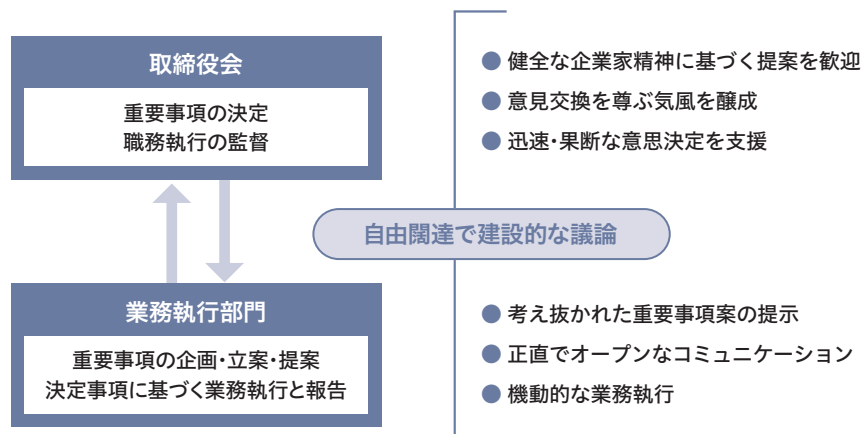 取締役会
重要事項の決定
職務執行の監督
● 健全な企業家精神に基づく提案を歓迎
● 意見交換を尊ぶ気風を醸成
● 迅速・果断な意思決定を支援
自由闊達で建設的な議論
業務執行部門
重要事項の企画・立案・提案
決定事項に基づく業務執行と報告
● 考え抜かれた重要事項案の提示
● 正直でオープンなコミュニケーション
● 機動的な業務執行